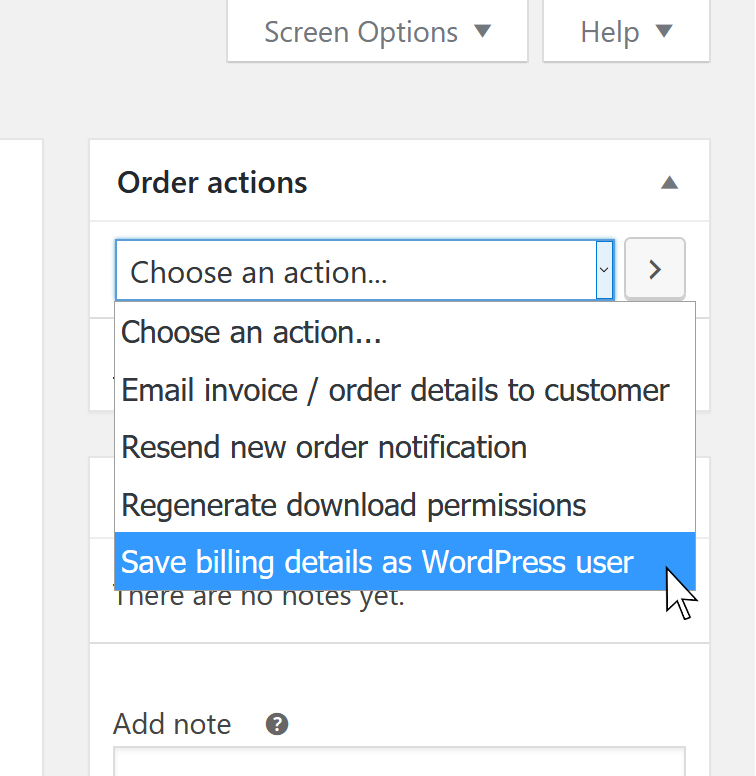 Screen Options Help
Order actions
Choose an action...
Choose an action...
Email invoice / order details to customer
Resend new order notification
Regenerate download permissions
Save billing details as WordPress user
There are no notes yet.
Add note